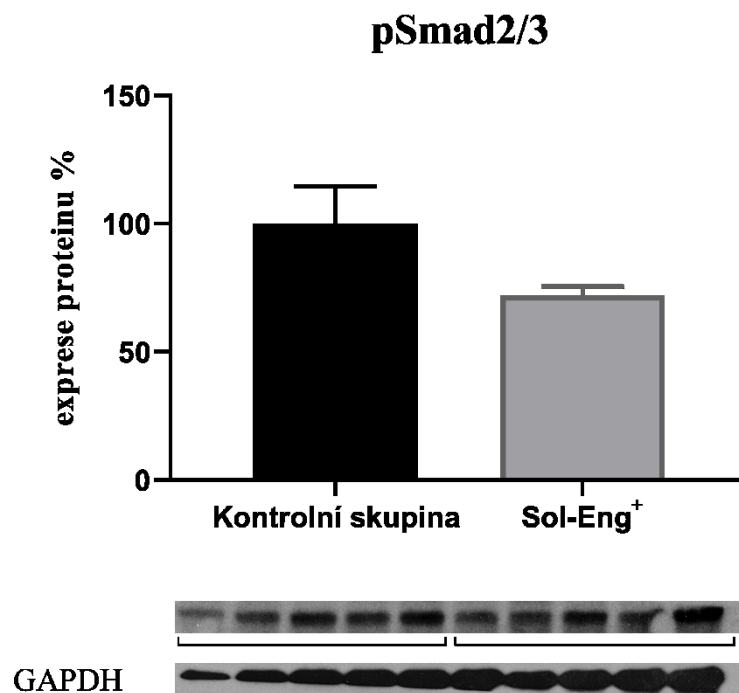 pSmad2/3
exprese proteinu %
150
100
50
0
Kontrolní skupina
Sol-Eng⁺
GAPDH